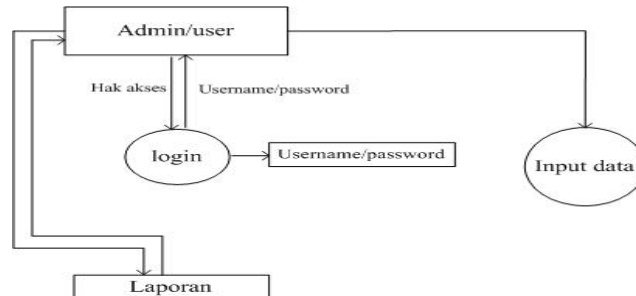 Admin/user
Hak akses
Username/password
login
Username/password
Input data
Laporan